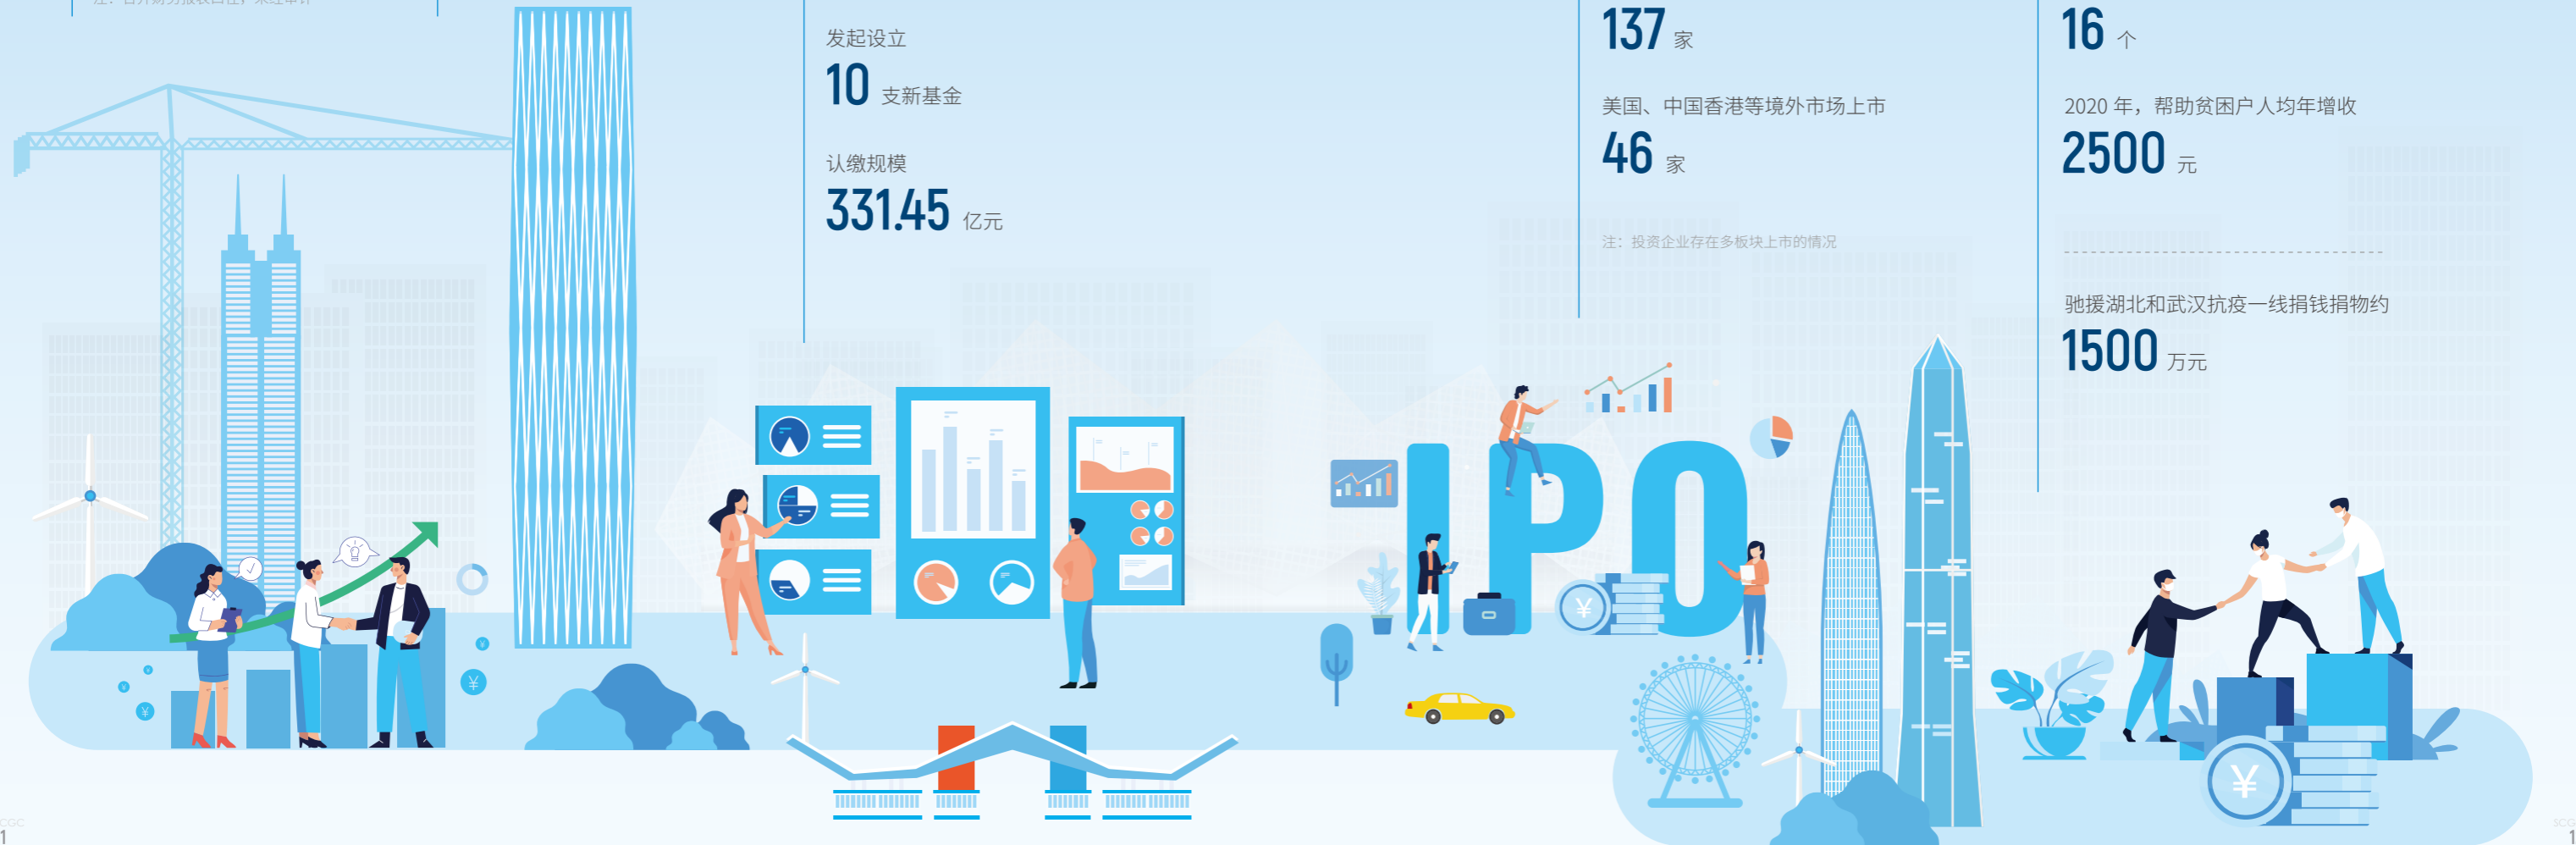 发起设立
10 支新基金
认缴规模
331.45 亿元
137 家
美国、中国香港等境外市场上市
46 家
注：投资企业存在多板块上市的情况
16 个
2020 年，帮助贫困户人均年增收
2500 元
驰援湖北和武汉抗疫一线捐钱捐物约
1500 万元
IPO
¥
¥
¥
¥
¥
¥
¥
CGC
1
SCG
1